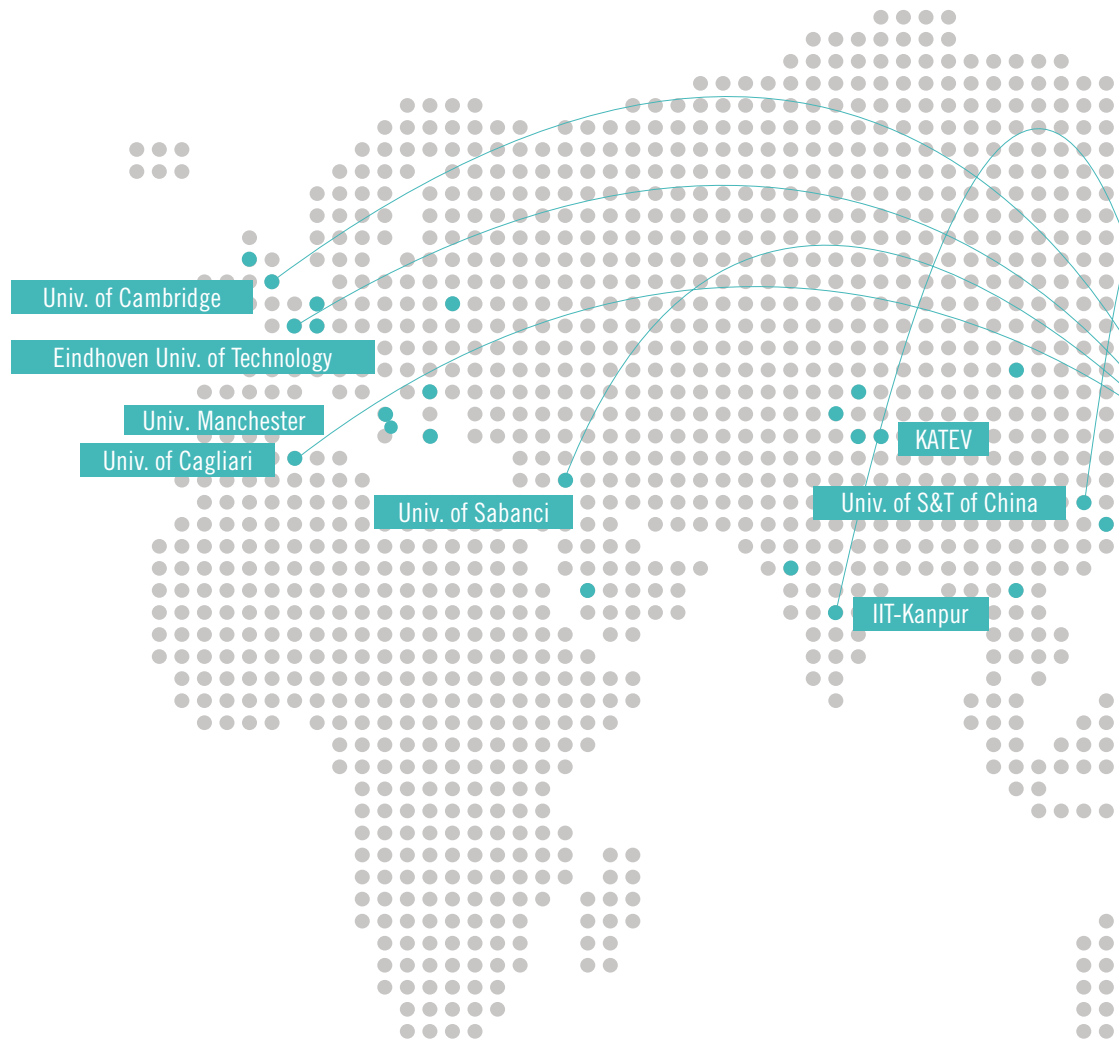 Univ. of Cambridge
Eindhoven Univ. of Technology
Univ. Manchester
Univ. of Cagliari
KATEV
Univ. of Sabanci
Univ. of S&T of China
IIT-Kanpur